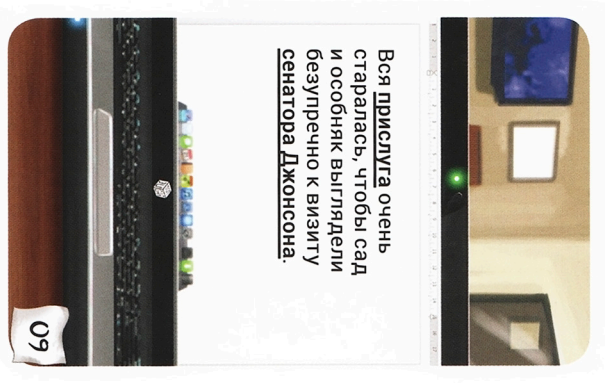 Вся прислуга очень
старалась, чтобы сад
и особняк выглядели
безупречно к визиту
сенатора Джонсона.
09